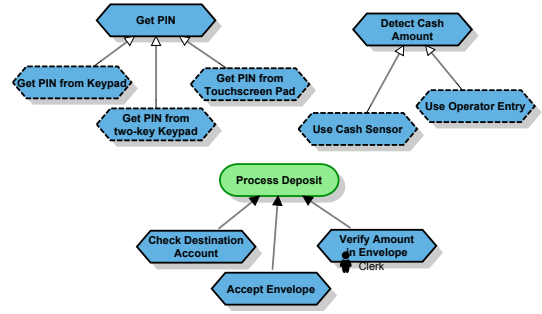 Get PIN
Detect Cash
Amount
Get PIN from Keypad
Get PIN from
Touchscreen Pad
Get PIN from
two-key Keypad
Use Cash Sensor
Use Operator Entry
Process Deposit
Check Destination
Account
Verify Amount
in Envelope
Clerk
Accept Envelope